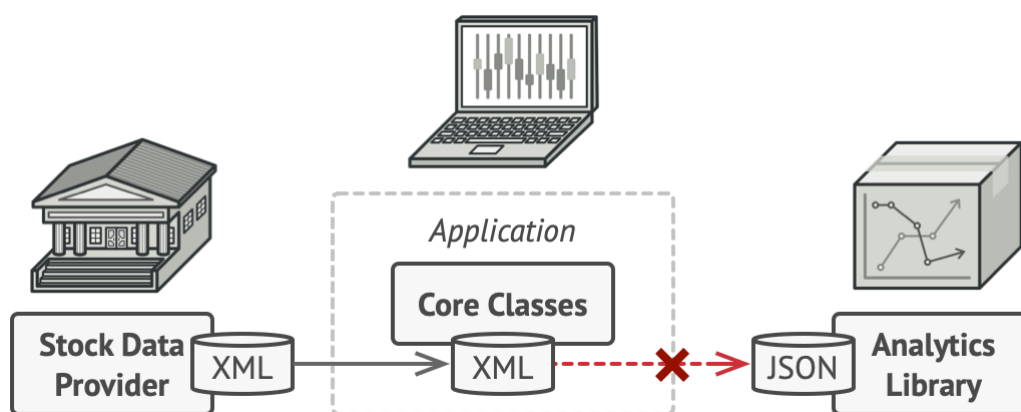 Application
Core Classes
Stock Data
Provider
XML
XML
JSON
Analytics
Library